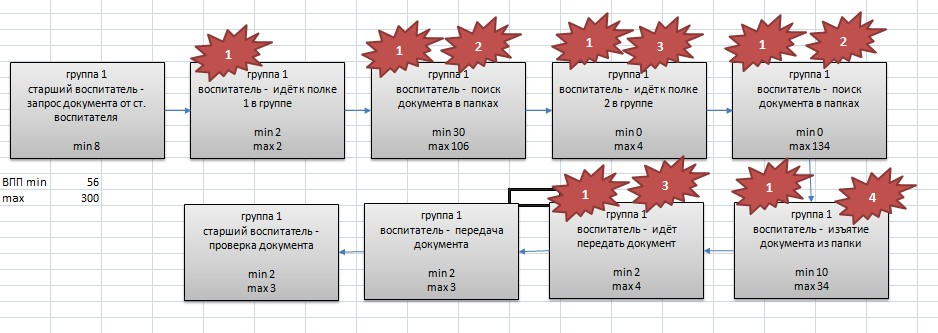 1
1
2
1
3
1
2
группа 1
старший воспитатель -
запрос документа от ст.
воспитателя
min 8
группа 1
воспитатель - идёт к полке
1 в группе
min 2
max 2
группа 1
воспитатель - поиск
документа в папках
min 30
max 106
группа 1
воспитатель - идёт к полке
2 в группе
min 0
max 4
группа 1
воспитатель - поиск
документа в папках
min 0
max 134
ВПП min 56
max 300
1
3
1
4
группа 1
старший воспитатель -
проверка документа
min 2
max 3
группа 1
воспитатель - передача
документа
min 2
max 3
группа 1
воспитатель - идёт
передать документ
min 2
max 4
группа 1
воспитатель - изъятие
документа из папки
min 10
max 34